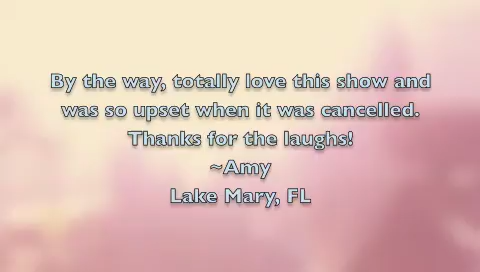 By the way, totally love this show and
was so upset when it was cancelled.
Thanks for the laughs!
~Amy
Lake Mary, FL